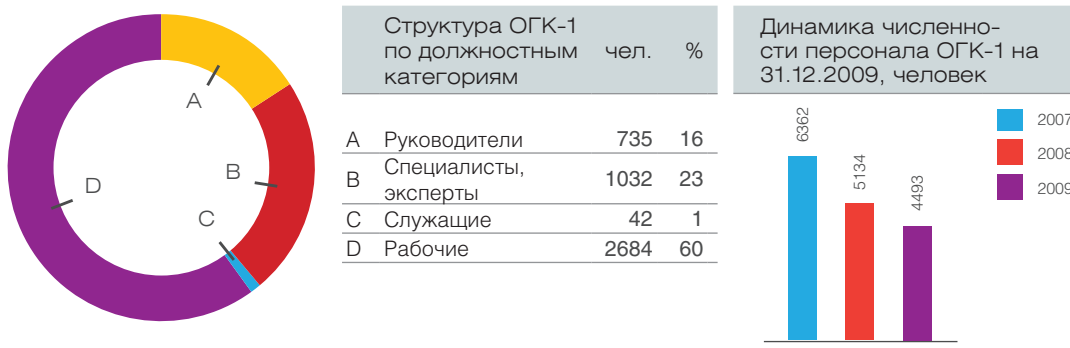 A
B
C
D
Структура ОГК-1
по должностным чел. %
категориям
A Руководители 735 16
B Специалисты, эксперты 1032 23
C Служащие 42 1
D Рабочие 2684 60
Динамика численно-
сти персонала ОГК-1 на
31.12.2009, человек
6362
5134
4493
2007
2008
2009